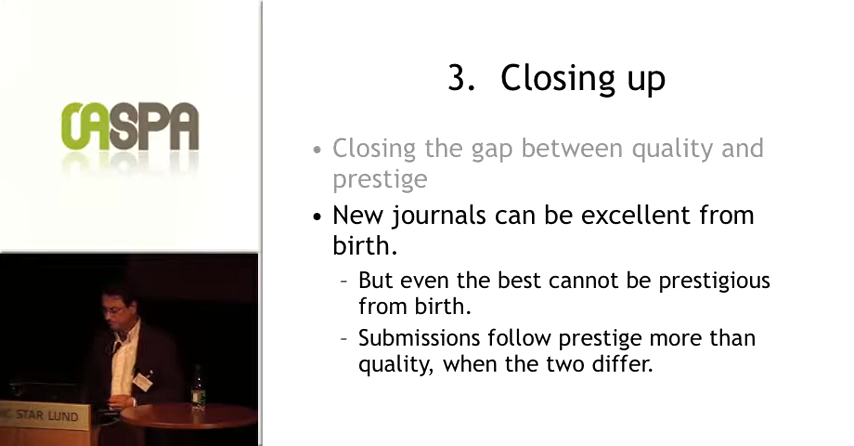 OASPA
3. Closing up
• Closing the gap between quality and
prestige
• New journals can be excellent from
birth.
- But even the best cannot be prestigious
from birth.
- Submissions follow prestige more than
quality, when the two differ.
STAR LUND